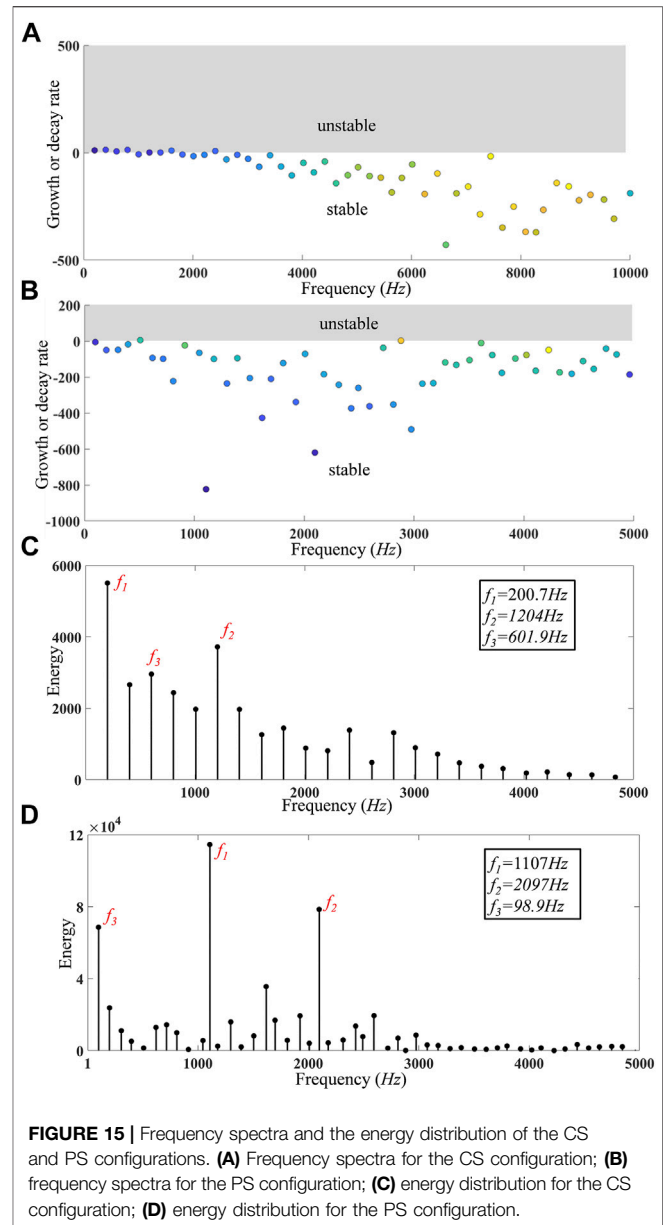 A
500
0
-500
Growth or decay rate
unstable
stable
0 2000 4000 6000 8000 10000
Frequency (Hz)
B
200
0
-200
-400
-600
-800
-1000
Growth or decay rate
unstable
stable
0 1000 2000 3000 4000 5000
Frequency (Hz)
C
6000
4000
2000
0
Energy
f1
f3
f2
f1=200.7Hz
f2=1204Hz
f3=601.9Hz
1000 2000 3000 4000 5000
Frequency (Hz)
D
×10^4
12
8
4
0
Energy
f3
f1
f2
f1=1107Hz
f2=2097Hz
f3=98.9Hz
1 1000 2000 3000 4000 5000
Frequency (Hz)
FIGURE 15 | Frequency spectra and the energy distribution of the CS
and PS configurations. (A) Frequency spectra for the CS configuration; (B)
frequency spectra for the PS configuration; (C) energy distribution for the CS
configuration; (D) energy distribution for the PS configuration.